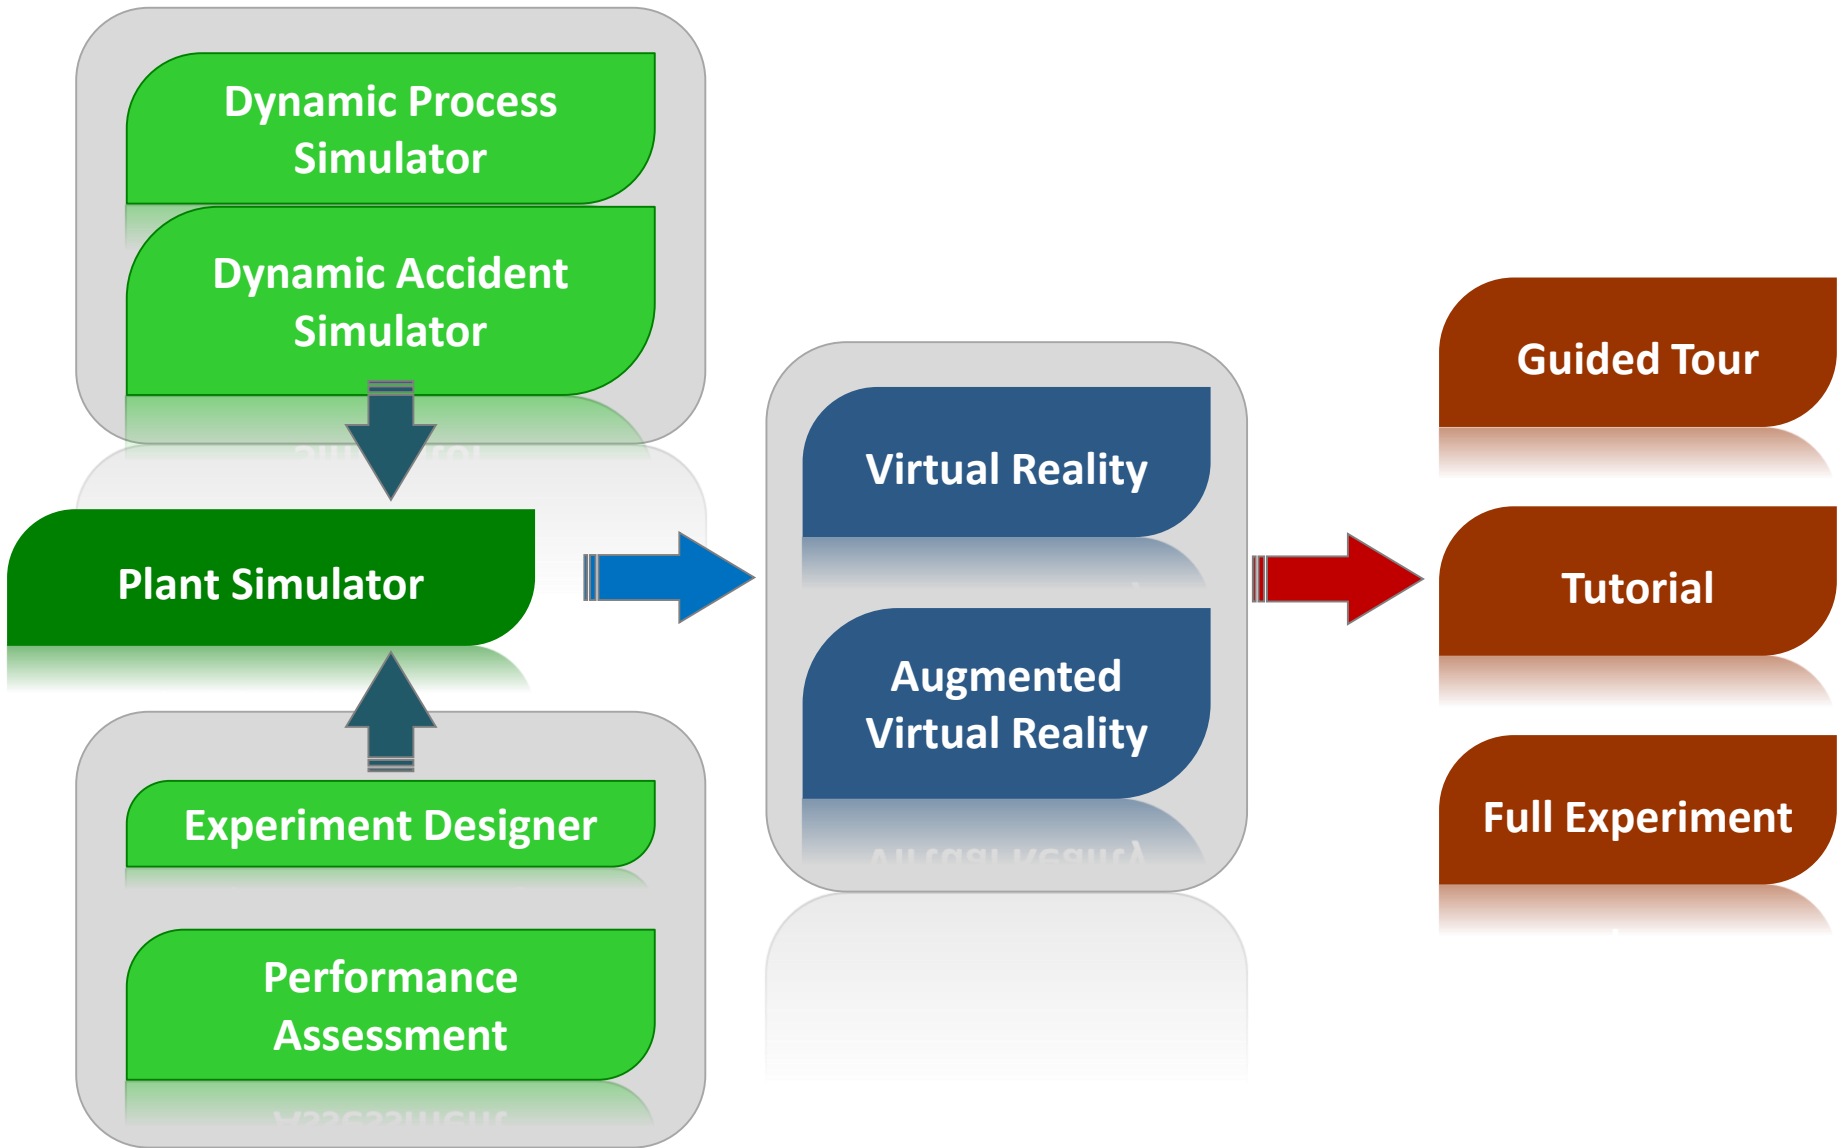 Dynamic Process
Simulator
Dynamic Accident
Simulator
Plant Simulator
Experiment Designer
Performance
Assessment
Virtual Reality
Augmented
Virtual Reality
Guided Tour
Tutorial
Full Experiment